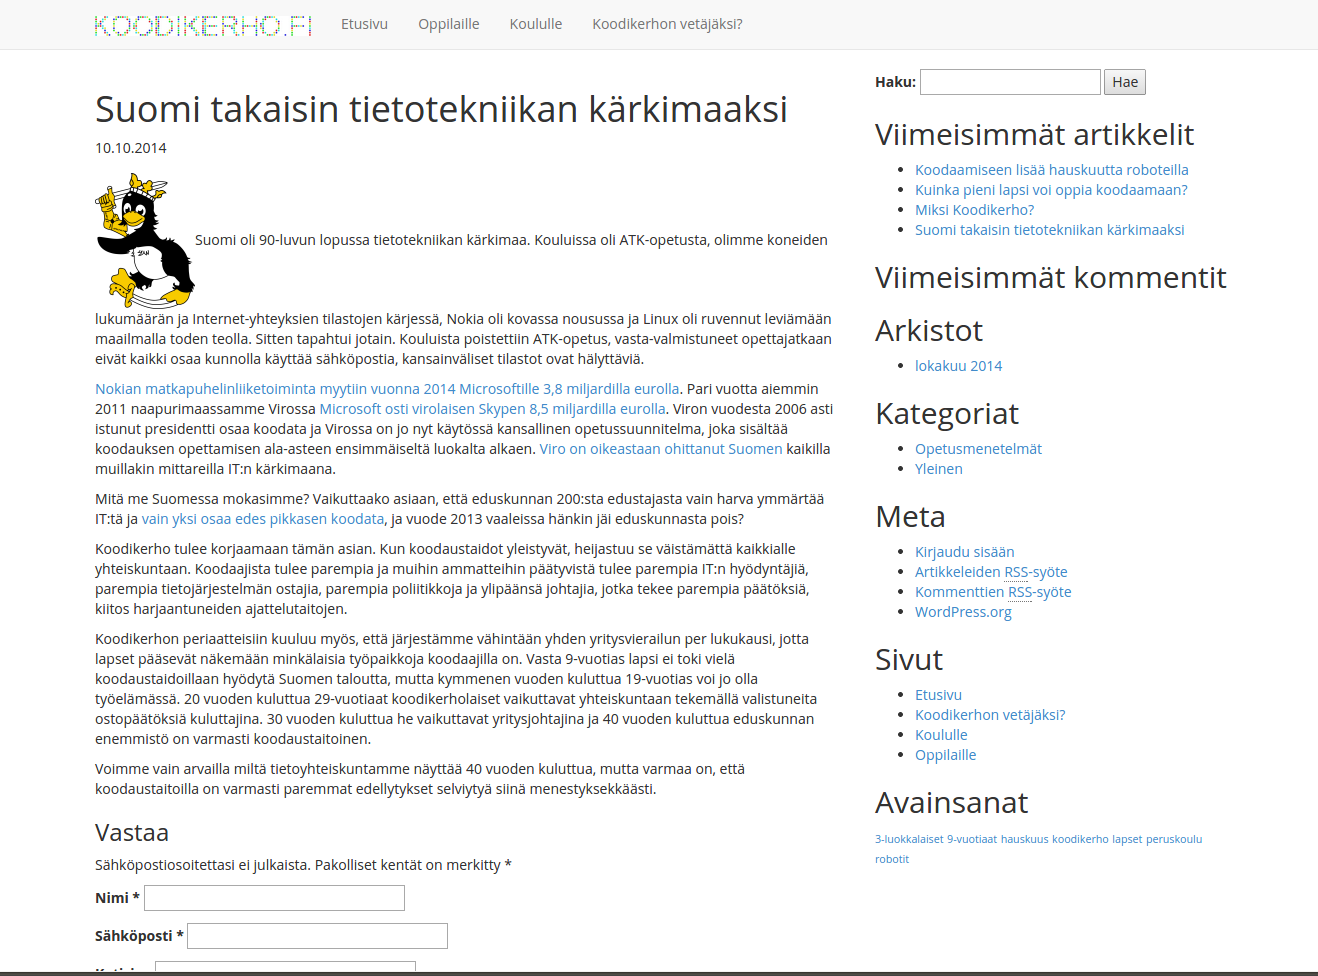 KOODIKERHO.FI Etusivu Oppilaille Koululle Koodikerhon vetäjäksi?
Suomi takaisin tietotekniikan kärkimaaksi
10.10.2014
Suomi oli 90-luvun lopussa tietotekniikan kärkimaa. Kouluissa oli ATK-opetusta, olimme koneiden
lukumäärän ja Internet-yhteyksien tilastojen kärjessä, Nokia oli kovassa nousussa ja Linux oli ruvennut leviämään
maailmalla toden teolla. Sitten tapahtui jotain. Kouluista poistettiin ATK-opetus, vasta-valmistuneet opettajatkaan
eivät kaikki osaa kunnolla käyttää sähköpostia, kansainväliset tilastot ovat hälyttäviä.
Nokian matkapuhelinliiketoiminta myytiin vuonna 2014 Microsoftille 3,8 miljardilla eurolla. Pari vuotta aiemmin
2011 naapurimaassamme Virossa Microsoft osti virolaisen Skypen 8,5 miljardilla eurolla. Viron vuodesta 2006 asti
istunut presidentti osaa koodata ja Virossa on jo nyt käytössä kansallinen opetussuunnitelma, joka sisältää
koodauksen opettamisen ala-asteen ensimmäiseltä luokalta alkaen. Viro on oikeastaan ohittanut Suomen kaikilla
muillakin mittareilla IT:n kärkimaana.
Mitä me Suomessa mokasimme? Vaikuttaako asiaan, että eduskunnan 200:sta edustajasta vain harva ymmärtää
IT:tä ja vain yksi osaa edes pikkasen koodata, ja vuode 2013 vaaleissa hänkin jäi eduskunnasta pois?
Koodikerho tulee korjaamaan tämän asian. Kun koodaustaidot yleistyvät, heijastuu se väistämättä kaikkialle
yhteiskuntaan. Koodaajista tulee parempia ja muihin ammatteihin päätyvistä tulee parempia IT:n hyödyntäjiä,
parempia tietojärjestelmän ostajia, parempia poliitikkoja ja ylipäänsä johtajia, jotka tekee parempia päätöksiä,
kiitos harjaantuneiden ajattelutaitojen.
Koodikerhon periaatteisiin kuuluu myös, että järjestämme vähintään yhden yritysvierailun per lukukausi, jotta
lapset pääsevät näkemään minkälaisia työpaikkoja koodaajilla on. Vasta 9-vuotias lapsi ei toki vielä
koodaustaidoillaan hyödytä Suomen taloutta, mutta kymmenen vuoden kuluttua 19-vuotias voi jo olla
työelämässä. 20 vuoden kuluttua 29-vuotiaat koodikerholaiset vaikuttavat yhteiskuntaan tekemällä valistuneita
ostopäätöksiä kuluttajina. 30 vuoden kuluttua he vaikuttavat yritysjohtajina ja 40 vuoden kuluttua eduskunnan
enemmistö on varmasti koodaustaitoinen.
Voimme vain arvailla miltä tietoyhteiskuntamme näyttää 40 vuoden kuluttua, mutta varmaa on, että
koodaustaitoilla on varmasti paremmat edellytykset selviytyä siinä menestyksekkäästi.
Vastaa
Sähköpostiosoitettasi ei julkaista. Pakolliset kentät on merkitty *
Nimi *
Sähköposti *
Haku: Hae
Viimeisimmät artikkelit
Koodaamiseen lisää hauskuutta roboteilla
Kuinka pieni lapsi voi oppia koodaamaan?
Miksi Koodikerho?
Suomi takaisin tietotekniikan kärkimaaksi
Viimeisimmät kommentit
Arkistot
lokakuu 2014
Kategoriat
Opetusmenetelmät
Yleinen
Meta
Kirjaudu sisään
Artikkeleiden RSS-syöte
Kommenttien RSS-syöte
WordPress.org
Sivut
Etusivu
Koodikerhon vetäjäksi?
Koululle
Oppilaille
Avainsanat
3-luokkalaiset 9-vuotiaat hauskuus koodikerho lapset peruskoulu
robotit